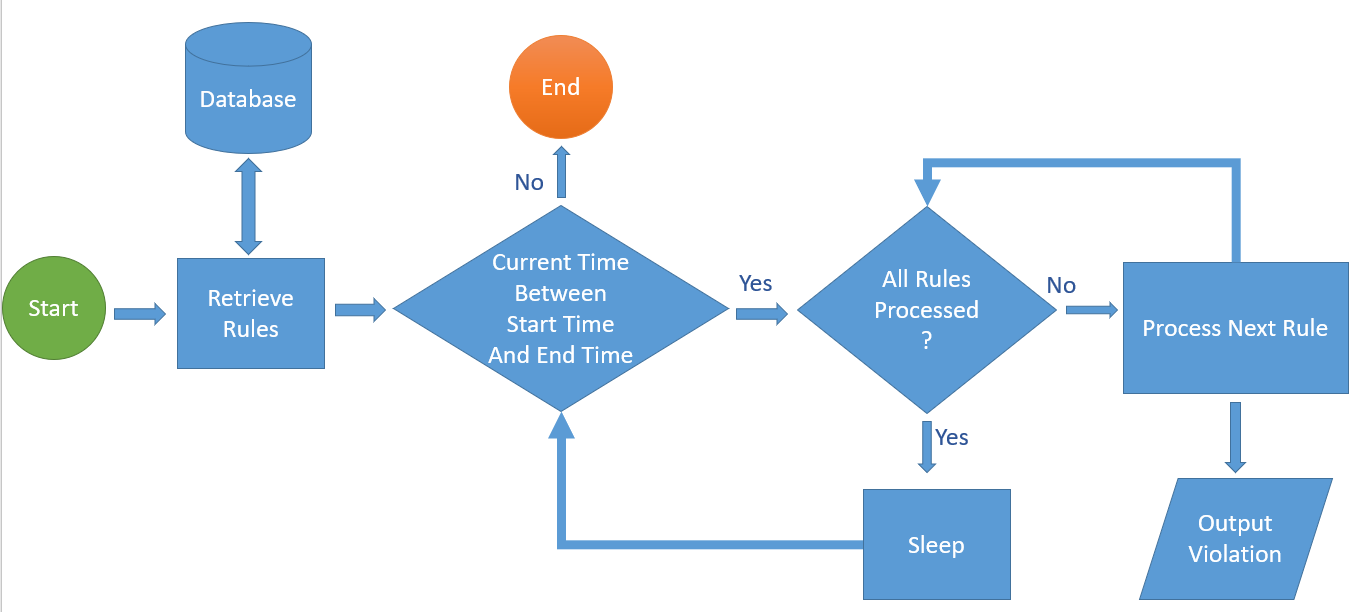 Database
End
No
Start
Retrieve
Rules
Current Time
Between
Start Time
And End Time
Yes
All Rules
Processed
?
No
Process Next Rule
Yes
Sleep
Output
Violation